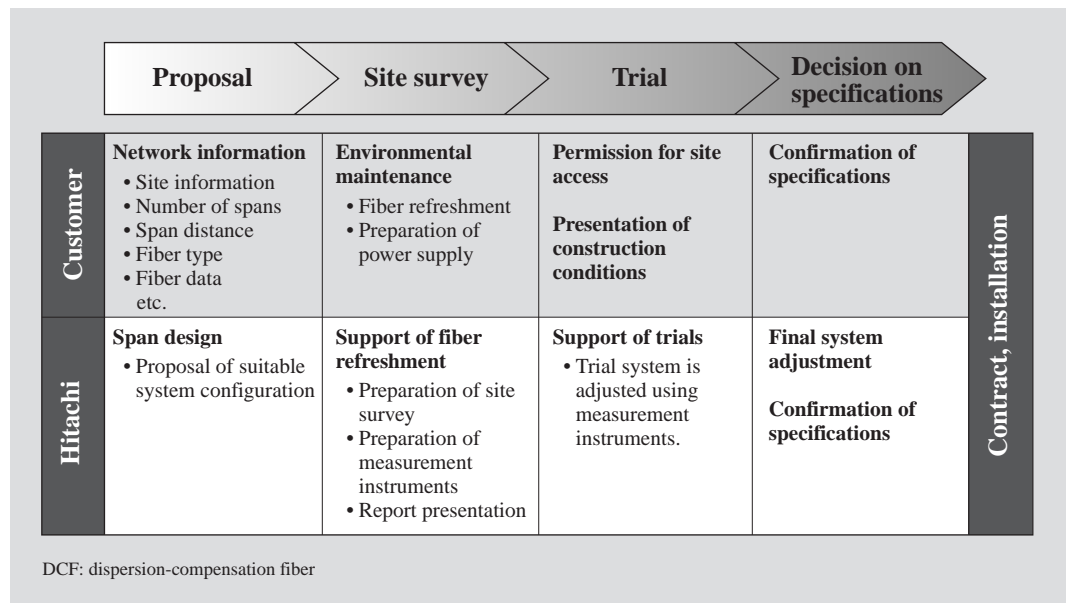 Proposal
Site survey
Trial
Decision on
specifications
Customer
Network information
• Site information
• Number of spans
• Span distance
• Fiber type
• Fiber data
etc.
Environmental
maintenance
• Fiber refreshment
• Preparation of
power supply
Permission for site
access
Presentation of
construction
conditions
Confirmation of
specifications
Hitachi
Span design
• Proposal of suitable
system configuration
Support of fiber
refreshment
• Preparation of site
survey
• Preparation of
measurement
instruments
• Report presentation
Support of trials
• Trial system is
adjusted using
measurement
instruments.
Final system
adjustment
Confirmation of
specifications
Contract, installation
DCF: dispersion-compensation fiber